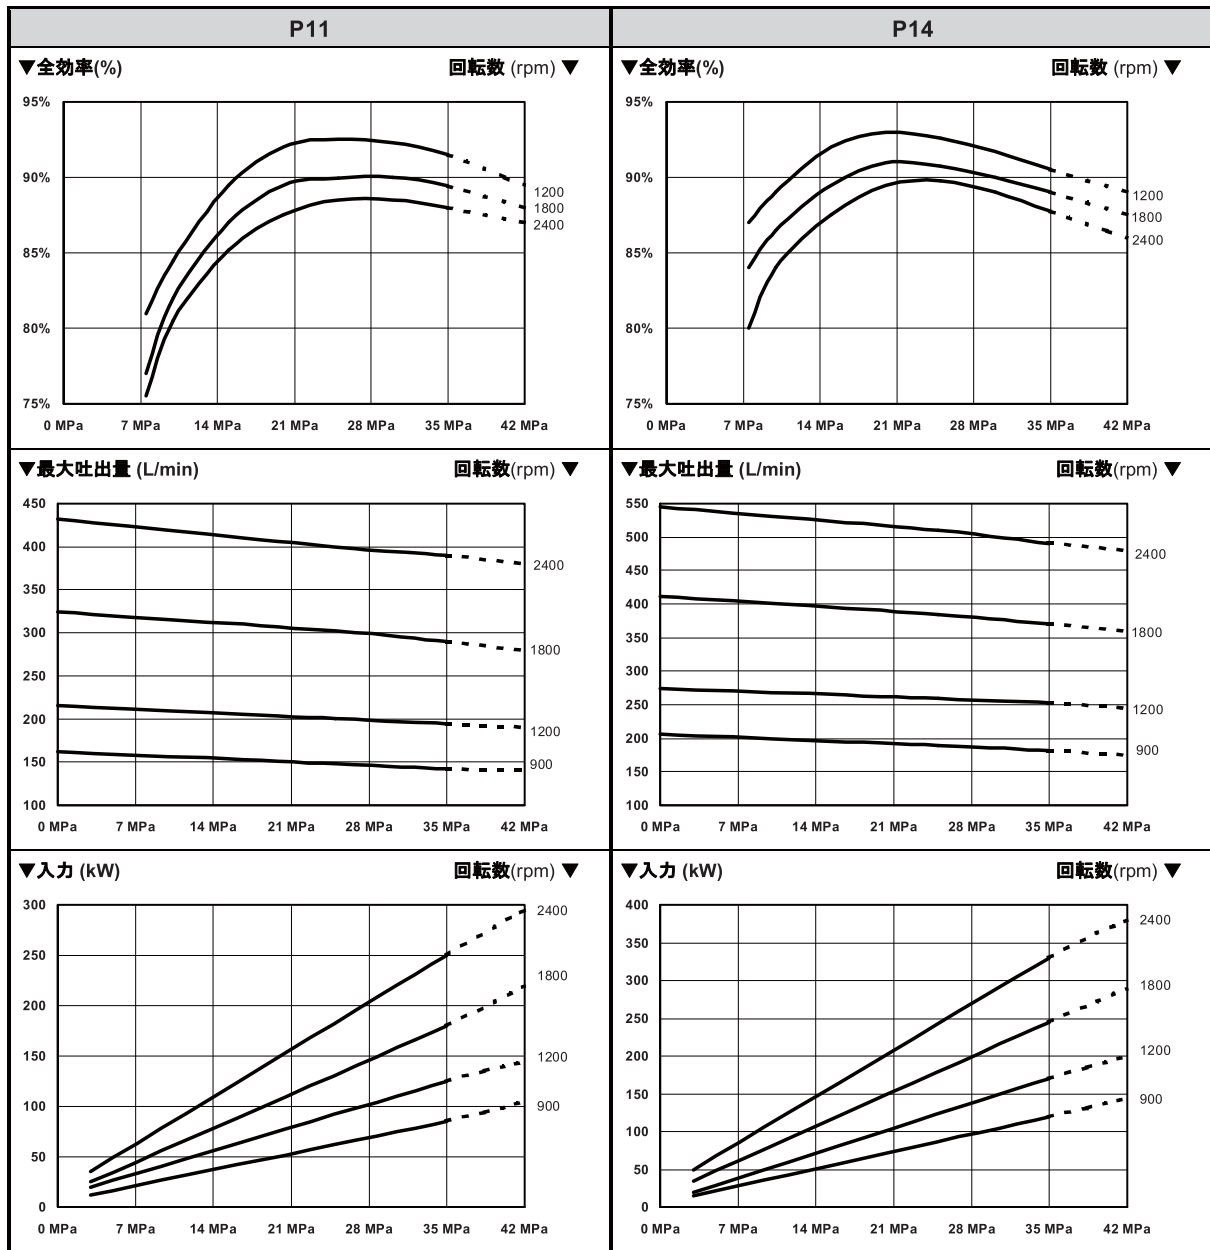 P11
P14
▼全効率(%)
回転数 (rpm) ▼
95%
90%
85%
80%
75%
0 MPa
7 MPa
14 MPa
21 MPa
28 MPa
35 MPa
42 MPa
1200
1800
2400
▼全効率(%)
回転数 (rpm) ▼
95%
90%
85%
80%
75%
0 MPa
7 MPa
14 MPa
21 MPa
28 MPa
35 MPa
42 MPa
1200
1800
2400
▼最大吐出量 (L/min)
回転数(rpm) ▼
450
400
350
300
250
200
150
100
0 MPa
7 MPa
14 MPa
21 MPa
28 MPa
35 MPa
42 MPa
2400
1800
1200
900
▼最大吐出量 (L/min)
回転数(rpm) ▼
550
500
450
400
350
300
250
200
150
100
0 MPa
7 MPa
14 MPa
21 MPa
28 MPa
35 MPa
42 MPa
2400
1800
1200
900
▼入力 (kW)
回転数(rpm) ▼
300
250
200
150
100
50
0
0 MPa
7 MPa
14 MPa
21 MPa
28 MPa
35 MPa
42 MPa
2400
1800
1200
900
▼入力 (kW)
回転数(rpm) ▼
400
350
300
250
200
150
100
50
0
0 MPa
7 MPa
14 MPa
21 MPa
28 MPa
35 MPa
42 MPa
2400
1800
1200
900